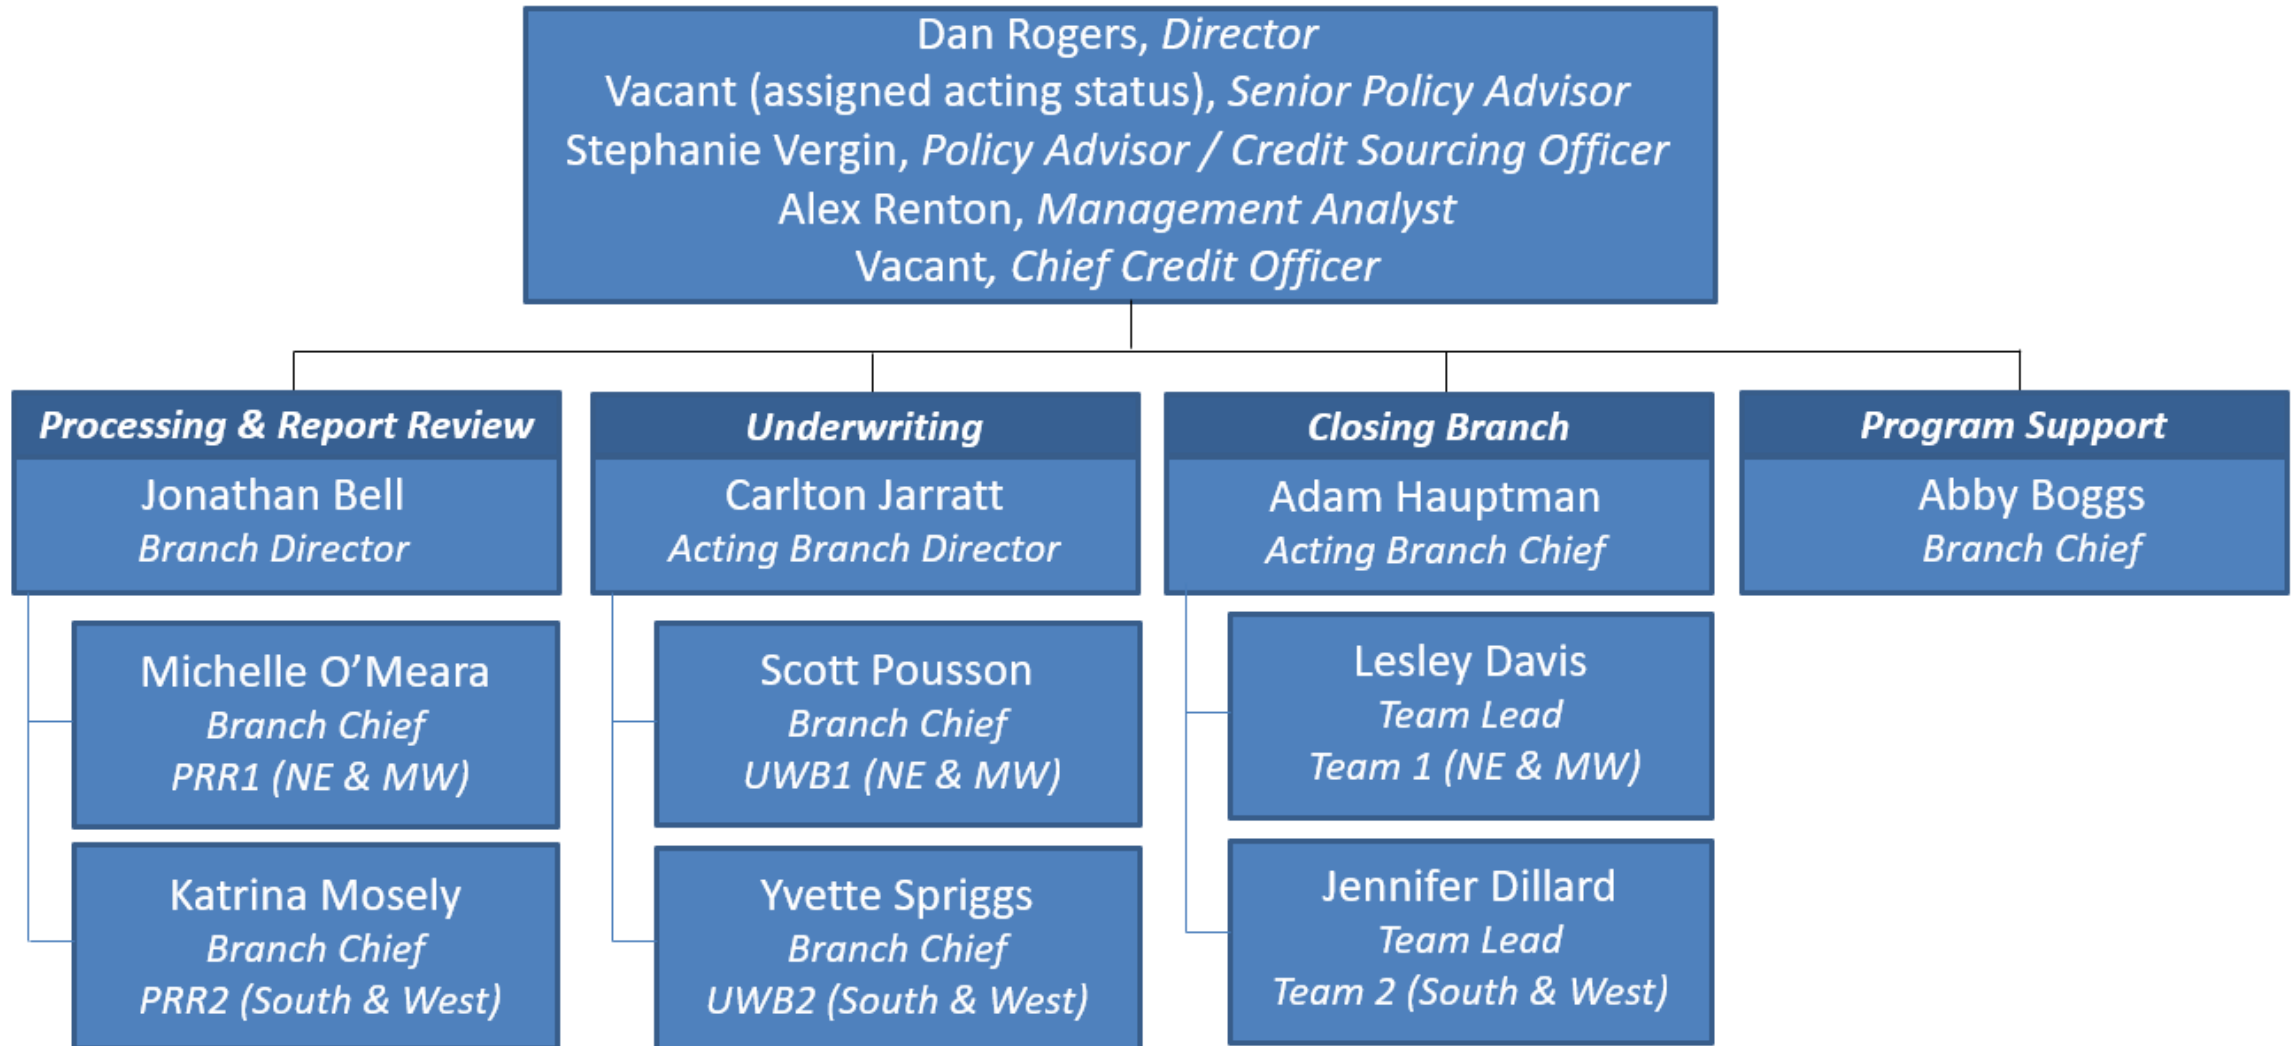 Dan Rogers, Director
Vacant (assigned acting status), Senior Policy Advisor
Stephanie Vergin, Policy Advisor / Credit Sourcing Officer
Alex Renton, Management Analyst
Vacant, Chief Credit Officer
Processing & Report Review
Jonathan Bell
Branch Director
Michelle O’Meara
Branch Chief
PRR1 (NE & MW)
Katrina Mosely
Branch Chief
PRR2 (South & West)
Underwriting
Carlton Jarratt
Acting Branch Director
Scott Pousson
Branch Chief
UWB1 (NE & MW)
Yvette Spriggs
Branch Chief
UWB2 (South & West)
Closing Branch
Adam Hauptman
Acting Branch Chief
Lesley Davis
Team Lead
Team 1 (NE & MW)
Jennifer Dillard
Team Lead
Team 2 (South & West)
Program Support
Abby Boggs
Branch Chief